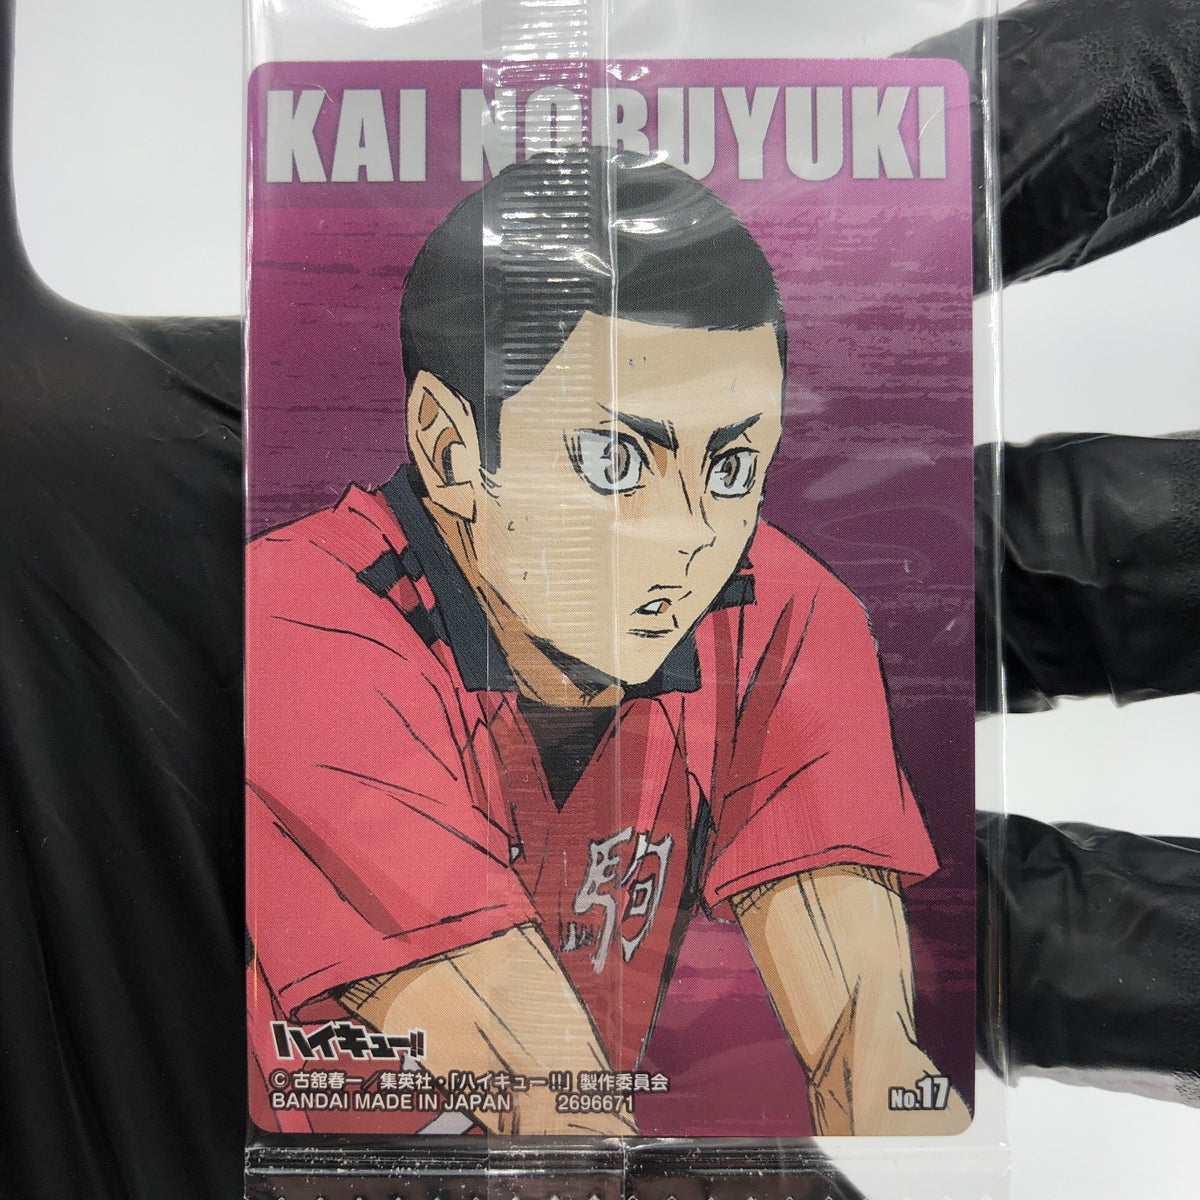 KAI NOBUYUKI
駒
ハイキュー!!
© 古舘春一／集英社・「ハイキュー!!」製作委員会
BANDAI MADE IN JAPAN 2696671
No.17